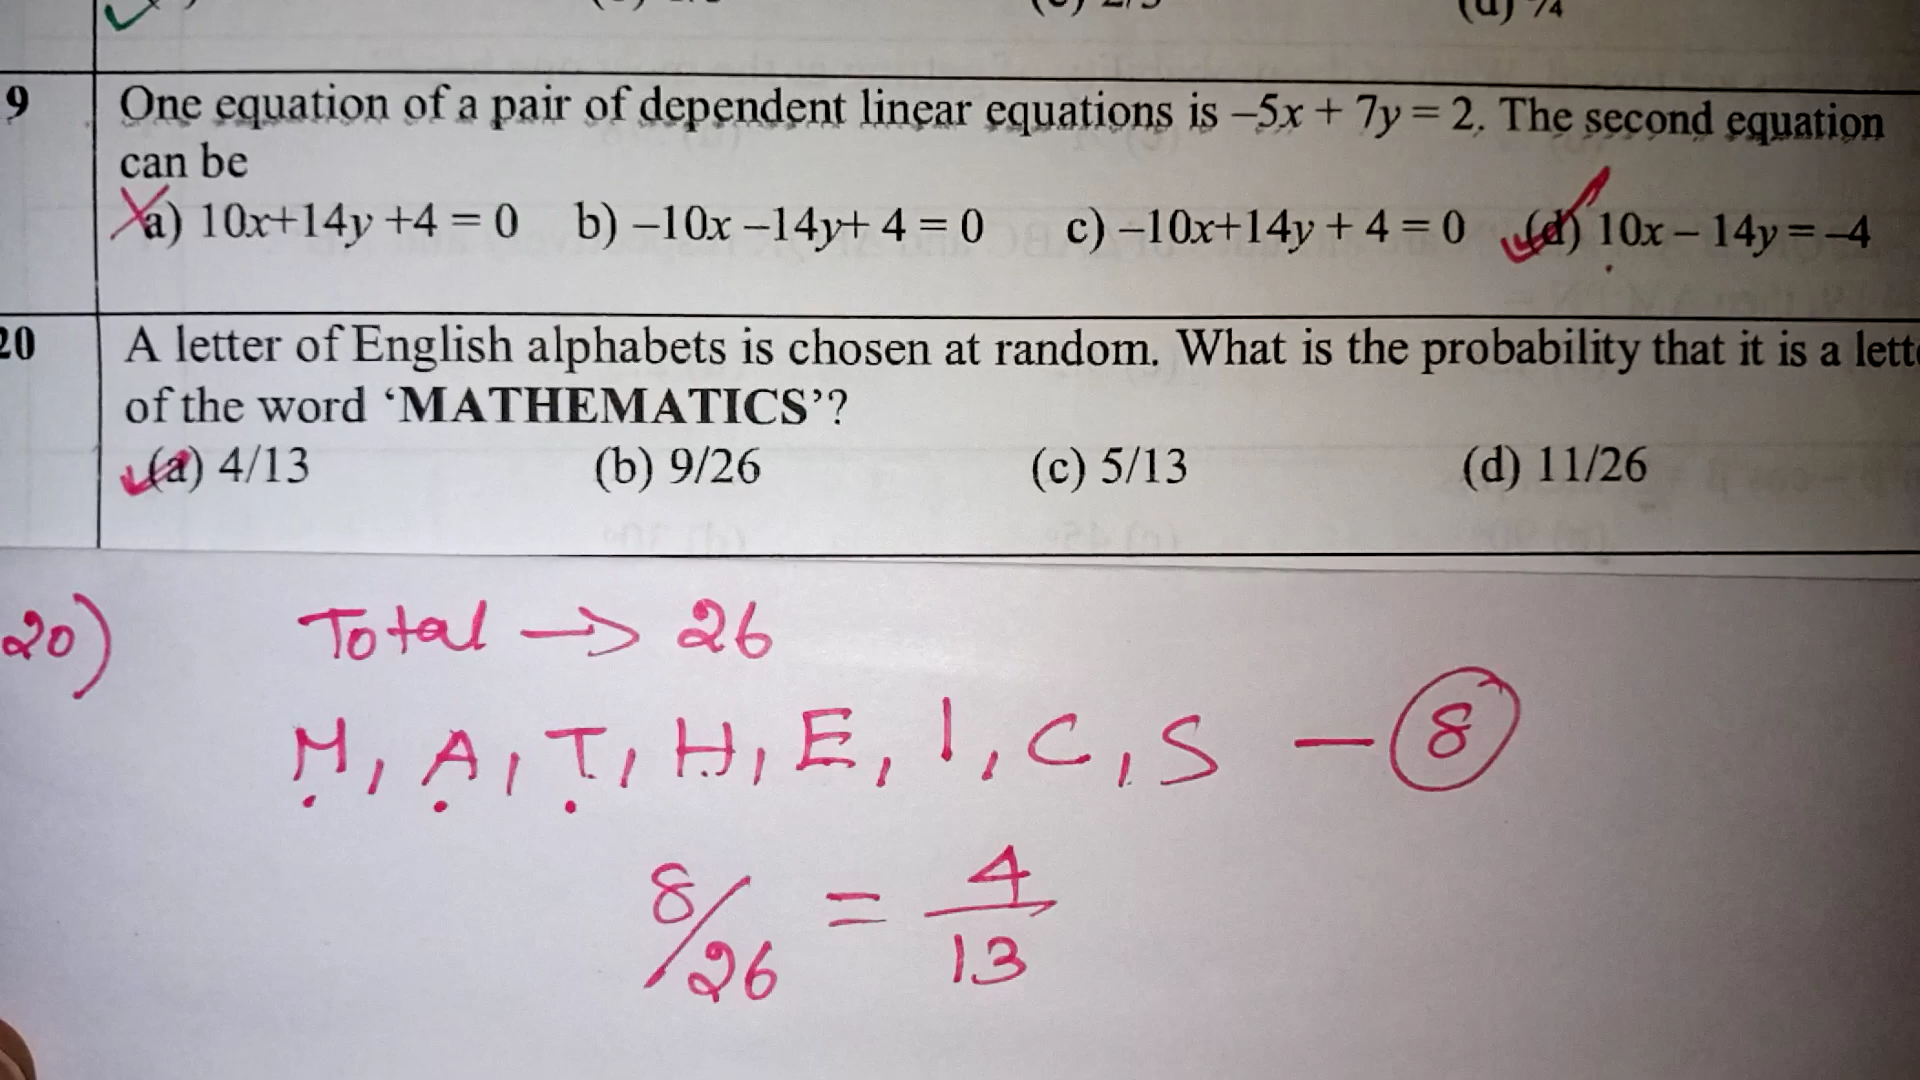 9 One equation of a pair of dependent linear equations is –5x + 7y = 2. The second equation
can be
a) 10x+14y +4 = 0 b) –10x –14y+ 4 = 0 c) –10x+14y + 4 = 0 (d) 10x – 14y = –4
20 A letter of English alphabets is chosen at random. What is the probability that it is a
of the word ‘MATHEMATICS’?
(a) 4/13 (b) 9/26 (c) 5/13 (d) 11/26
20) Total → 26
M, A, T, H, E, I, C, S – 8
8/26 = 4/13